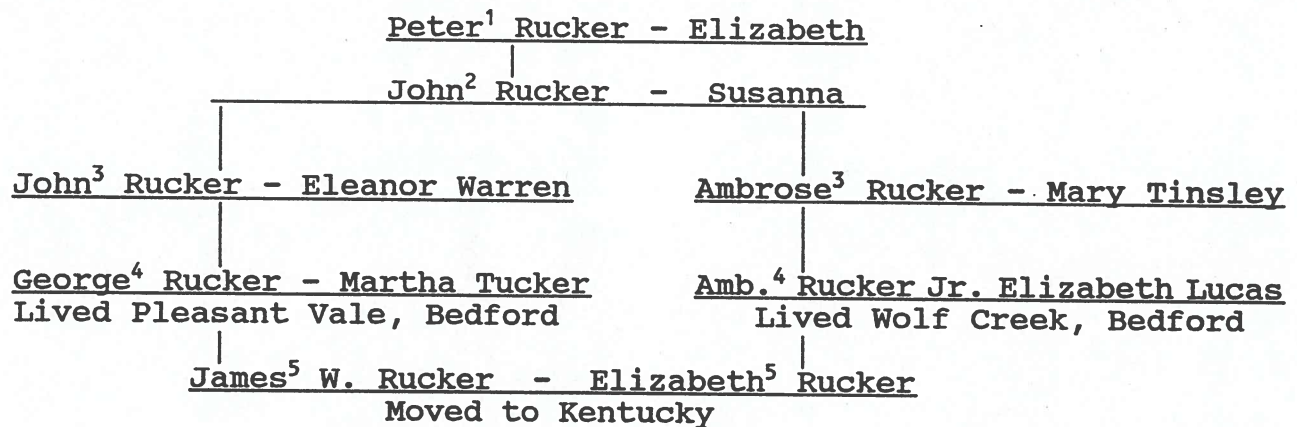 Peter¹ Rucker - Elizabeth
John² Rucker - Susanna
John³ Rucker - Eleanor Warren Ambrose³ Rucker - Mary Tinsley
George⁴ Rucker - Martha Tucker Amb.⁴ Rucker Jr. Elizabeth Lucas
Lived Pleasant Vale, Bedford Lived Wolf Creek, Bedford
James⁵ W. Rucker - Elizabeth⁵ Rucker
Moved to Kentucky